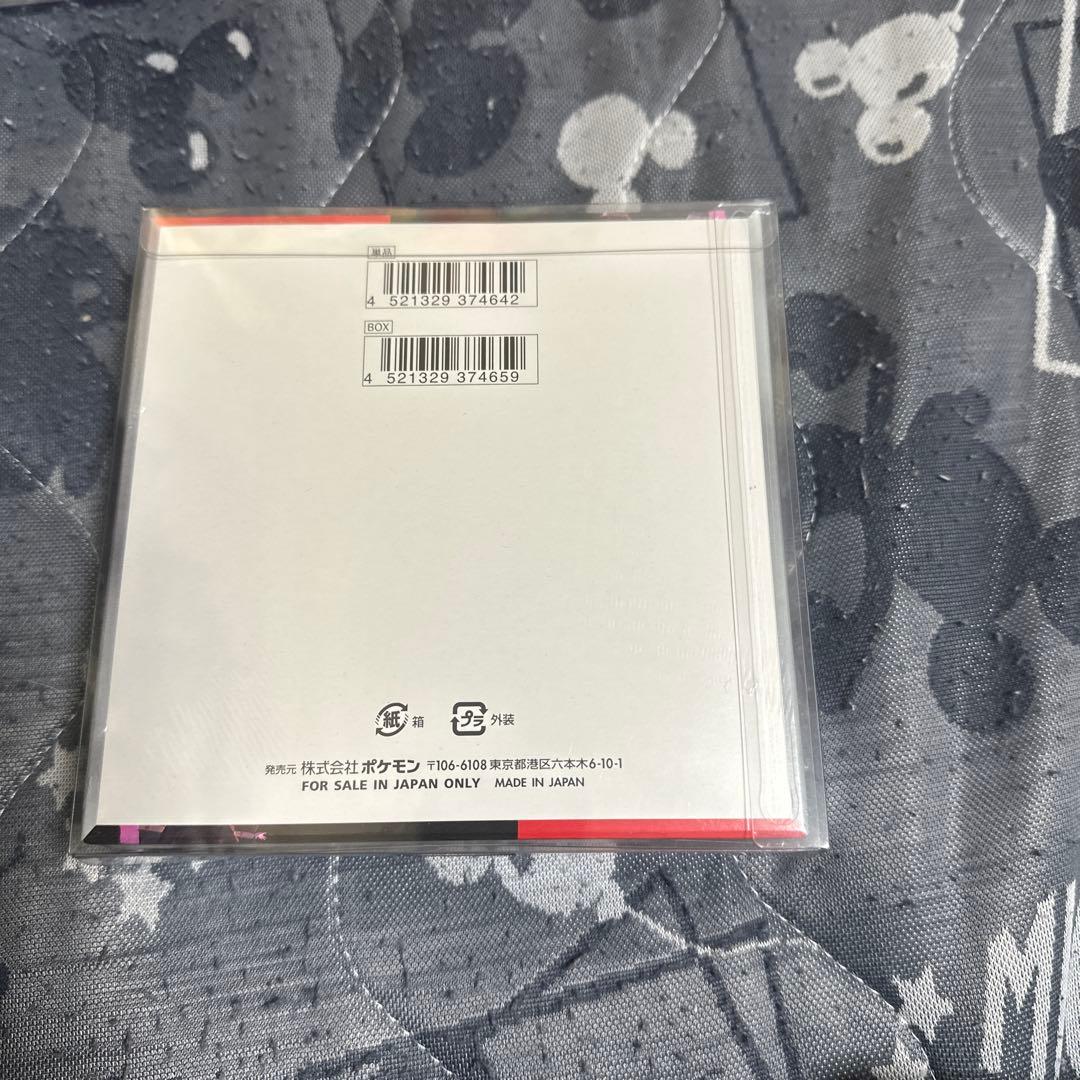 単品
4 521329 374642
BOX
4 521329 374659
紙 箱 プラ 外装
発売元 株式会社 ポケモン 〒106-6108 東京都港区六本木6-10-1
FOR SALE IN JAPAN ONLY MADE IN JAPAN
M